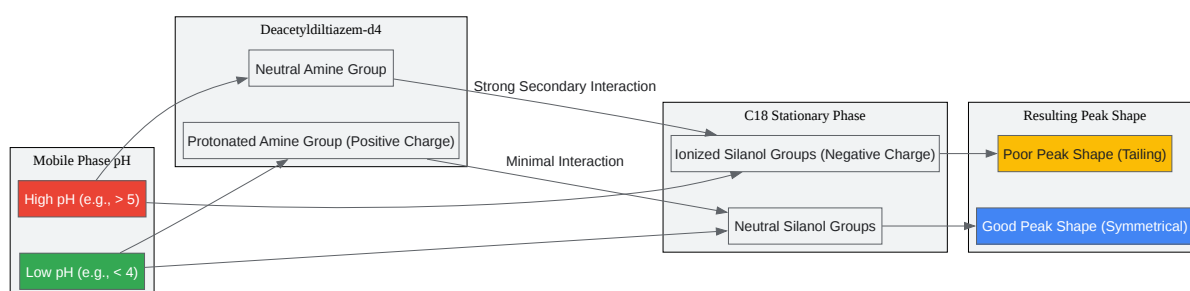 Deacetyldiltiazem-d4
Neutral Amine Group
Protonated Amine Group (Positive Charge)
Strong Secondary Interaction
Minimal Interaction
Mobile Phase pH
High pH (e.g., > 5)
Low pH (e.g., < 4)
C18 Stationary Phase
Ionized Silanol Groups (Negative Charge)
Neutral Silanol Groups
Resulting Peak Shape
Poor Peak Shape (Tailing)
Good Peak Shape (Symmetrical)